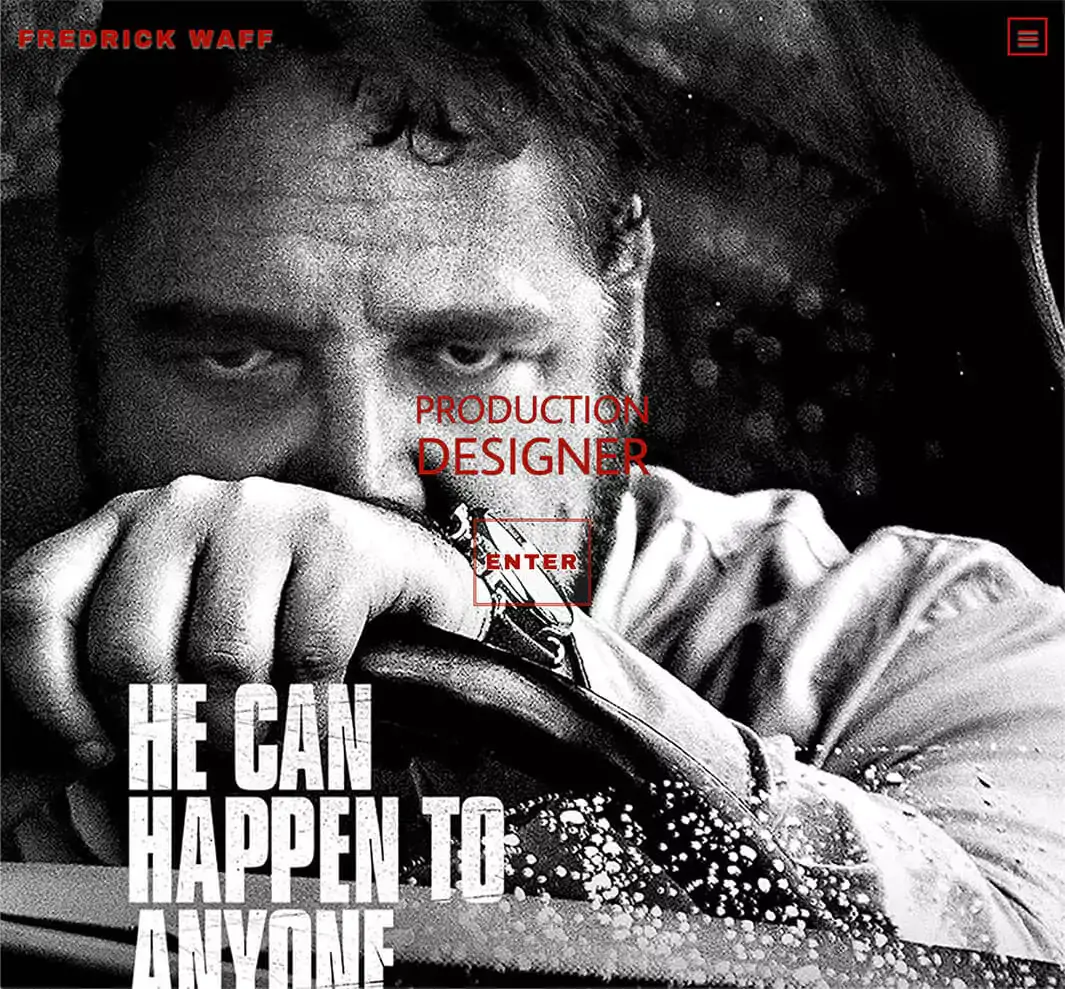 FREDRICK WAFF
PRODUCTION
DESIGNER
ENTER
HE CAN
HAPPEN TO
ANYONE